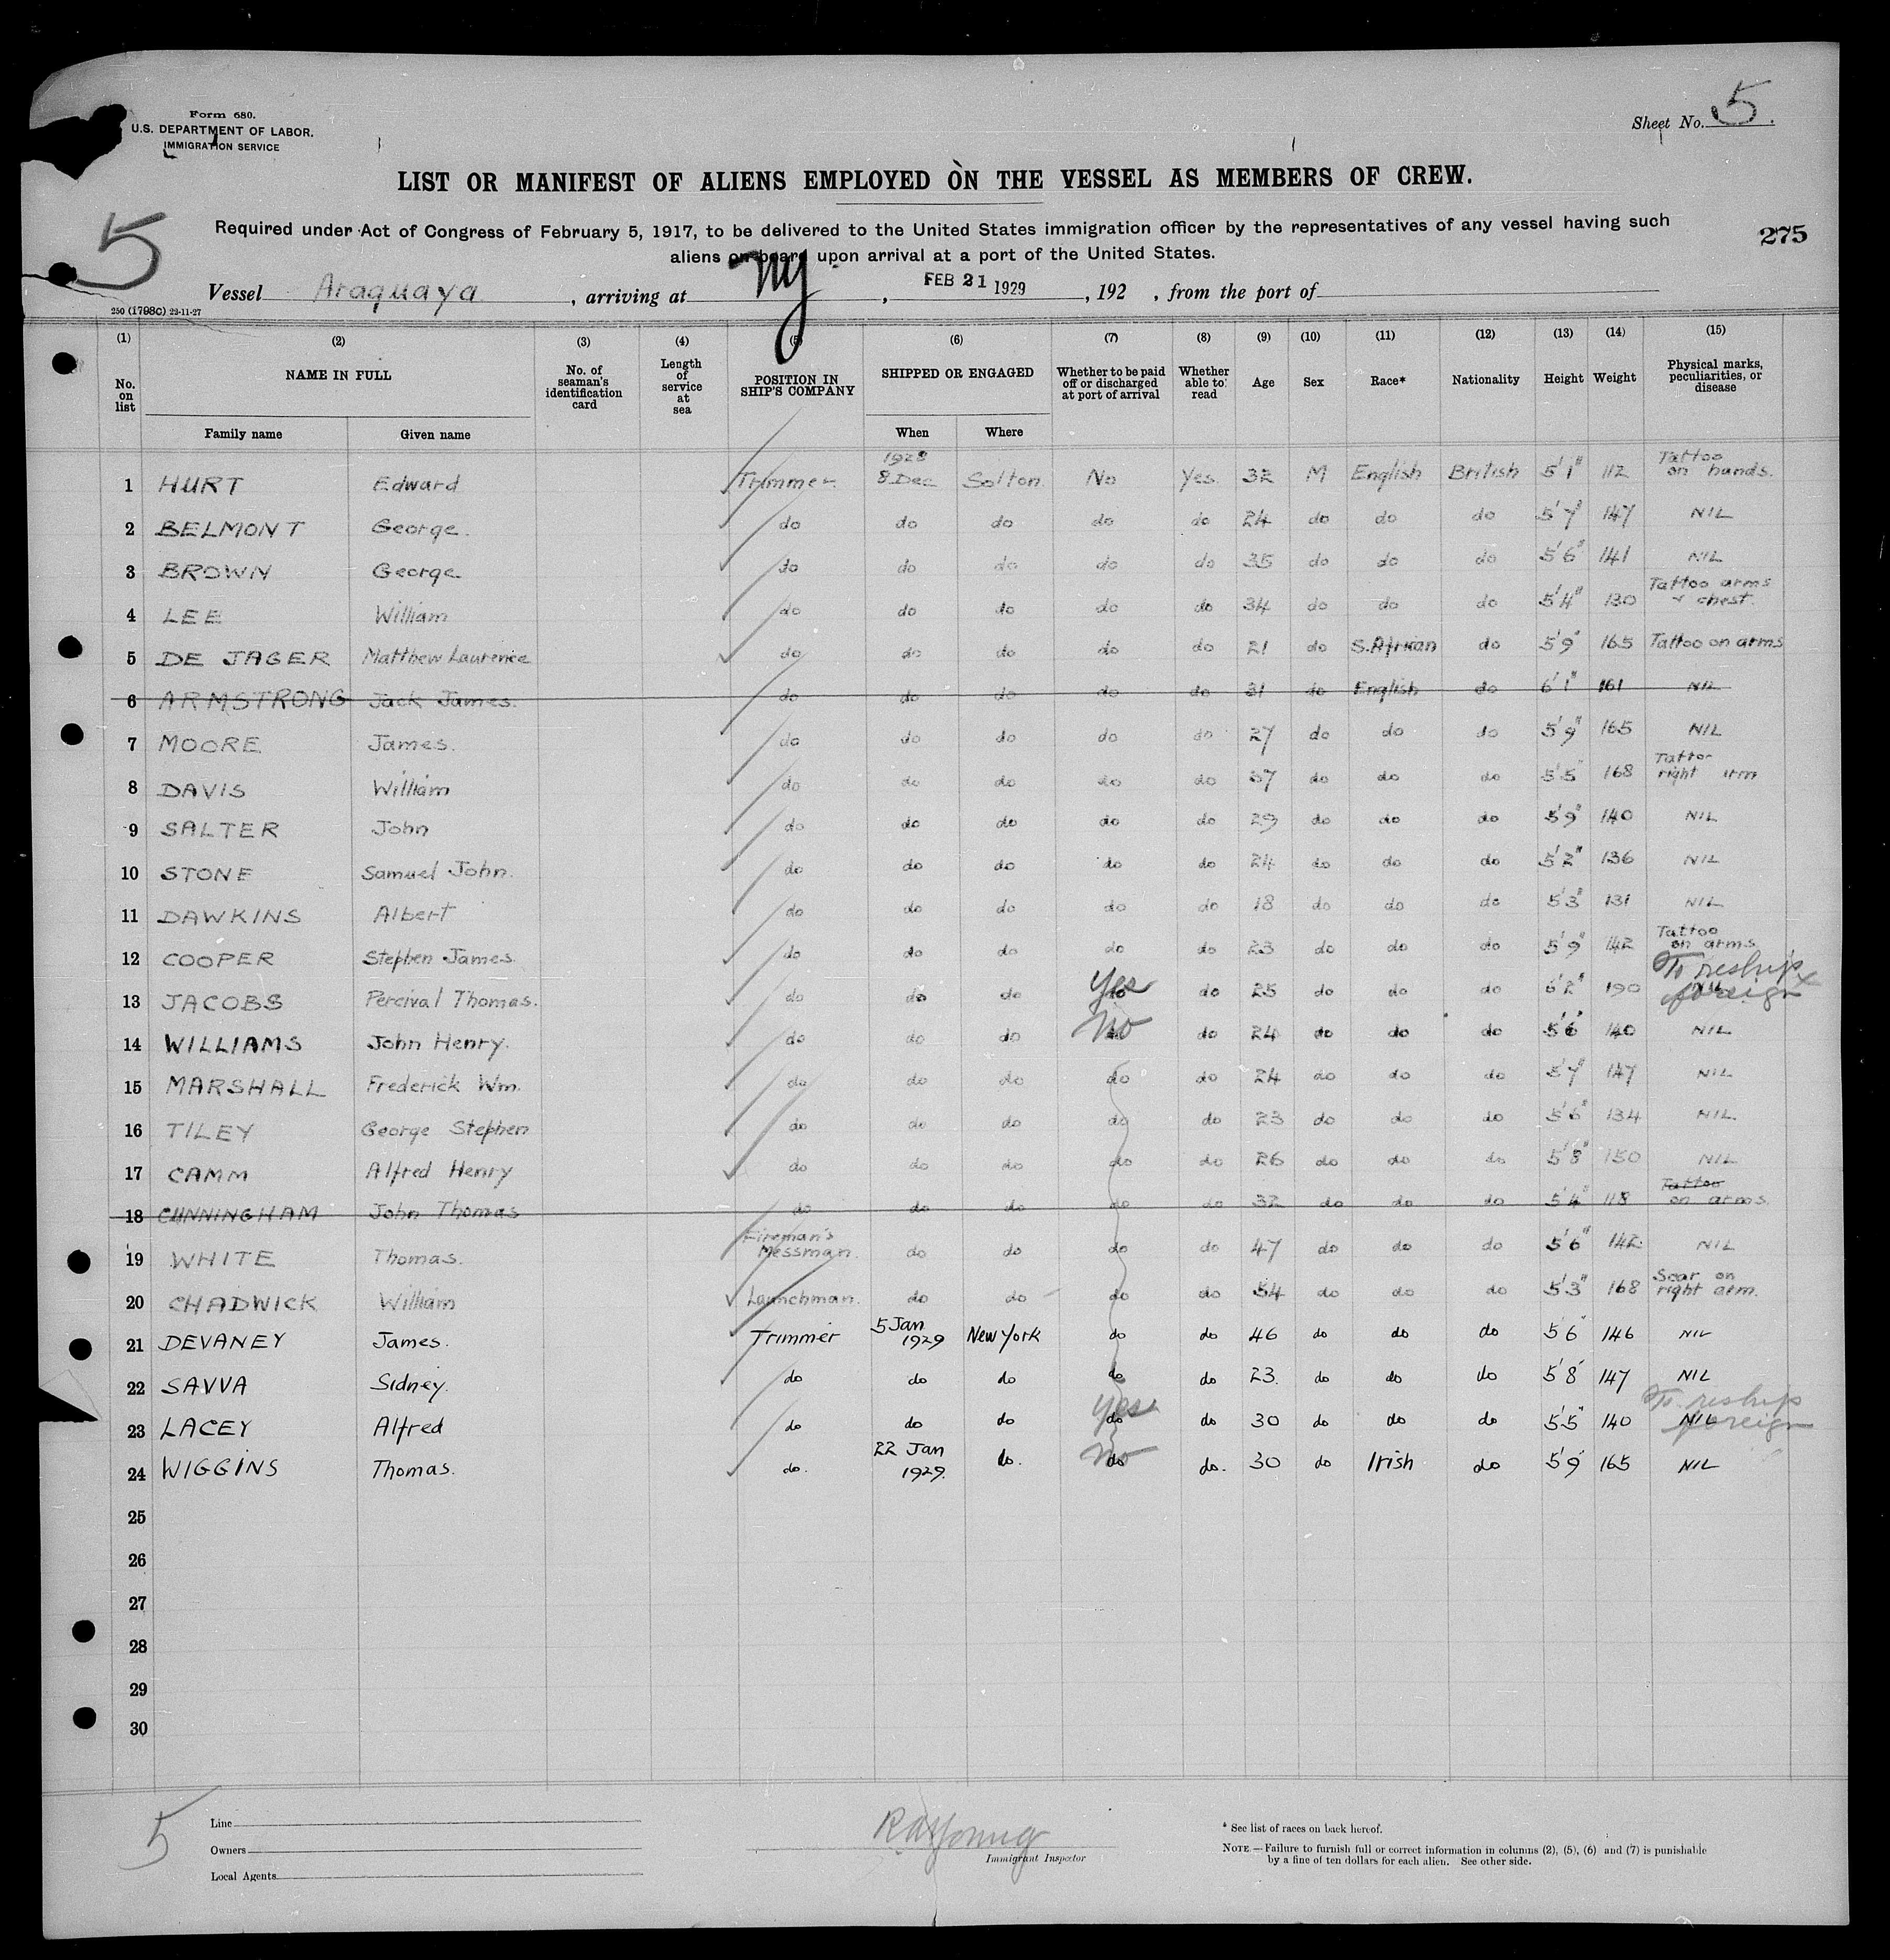 Form 680.
U.S. DEPARTMENT OF LABOR.
IMMIGRATION SERVICE
Sheet No. 5.
LIST OR MANIFEST OF ALIENS EMPLOYED ON THE VESSEL AS MEMBERS OF CREW.
5
Required under Act of Congress of February 5, 1917, to be delivered to the United States immigration officer by the representatives of any vessel having such
aliens on board upon arrival at a port of the United States.
275
Vessel Araguaya, arriving at NY, FEB 21 1929, 192 , from the port of
250 (1798C) 22-11-27
(1) (2) (3) (4) (5) (6) (7) (8) (9) (10) (11) (12) (13) (14) (15)
No. on list NAME IN FULL No. of seaman's identification card Length of service at sea POSITION IN SHIP'S COMPANY SHIPPED OR ENGAGED Whether to be paid off or discharged at port of arrival Whether able to read Age Sex Race* Nationality Height Weight Physical marks, peculiarities, or disease
Family name Given name When Where
1 HURT Edward Trimmer 1928 8 Dec Solton. No Yes. 32 M English British 5'1" 112 Tattoo on hands.
2 BELMONT George. do do do do do 24 do do do 5'7" 147 NIL
3 BROWN George do do do do do 35 do do do 5'6" 141 NIL
4 LEE William do do do do do 34 do do do 5'4" 130 Tattoo arms & chest.
5 DE JAGER Matthew Laurence do do do do do 21 do S.African do 5'9" 165 Tattoo on arms
6 ARMSTRONG Jack James. do do do do do 31 do English do 6'1" 161 NIL
7 MOORE James. do do do do do 27 do do do 5'9" 165 NIL
8 DAVIS William do do do do do 37 do do do 5'5" 168 Tattoo right arm
9 SALTER John do do do do do 29 do do do 5'9" 140 NIL
10 STONE Samuel John. do do do do do 24 do do do 5'2" 136 NIL
11 DAWKINS Albert do do do do do 18 do do do 5'3" 131 NIL
12 COOPER Stephen James. do do do do do 23 do do do 5'9" 142 Tattoo on arms
13 JACOBS Percival Thomas. do do do do Yes do 25 do do do 6'2" 190 NIL To reship foreign
14 WILLIAMS John Henry. do do do do No do 24 do do do 5'6" 140 NIL
15 MARSHALL Frederick Wm. do do do do do 24 do do do 5'7" 147 NIL
16 TILEY George Stephen do do do do do 23 do do do 5'6" 134 NIL
17 CAMM Alfred Henry do do do do do 26 do do do 5'8" 150 NIL
18 CUNNINGHAM John Thomas do do do do do 32 do do do 5'4" 118 Tattoo on arms.
19 WHITE Thomas. Fireman's Messman. do do do do 47 do do do 5'6" 142 NIL
20 CHADWICK William Launchman. do do do do 54 do do do 5'3" 168 Scar on right arm.
21 DEVANEY James. Trimmer 5 Jan 1929 New York do do 46 do do do 5'6" 146 NIL
22 SAVVA Sidney. do do do do do 23. do do do 5'8" 147 NIL
23 LACEY Alfred do do do do Yes do 30 do do do 5'5" 140 NIL To reship foreign
24 WIGGINS Thomas. do. 22 Jan 1929. do. do No do. 30 do Irish do 5'9" 165 NIL
25
26
27
28
29
30
5
Line
Owners
Local Agents
Immigrant Inspector
* See list of races on back hereof.
NOTE.—Failure to furnish full or correct information in columns (2), (5), (6) and (7) is punishable
by a fine of ten dollars for each alien. See other side.